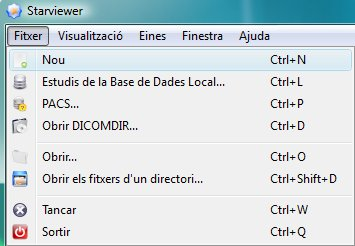 Starviewer
Fitxer Visualització Eines Finestra Ajuda
Nou Ctrl+N
Estudis de la Base de Dades Local... Ctrl+L
PACS... Ctrl+P
Obrir DICOMDIR... Ctrl+D
Obrir... Ctrl+O
Obrir els fitxers d'un directori... Ctrl+Shift+D
Tancar Ctrl+W
Sortir Ctrl+Q